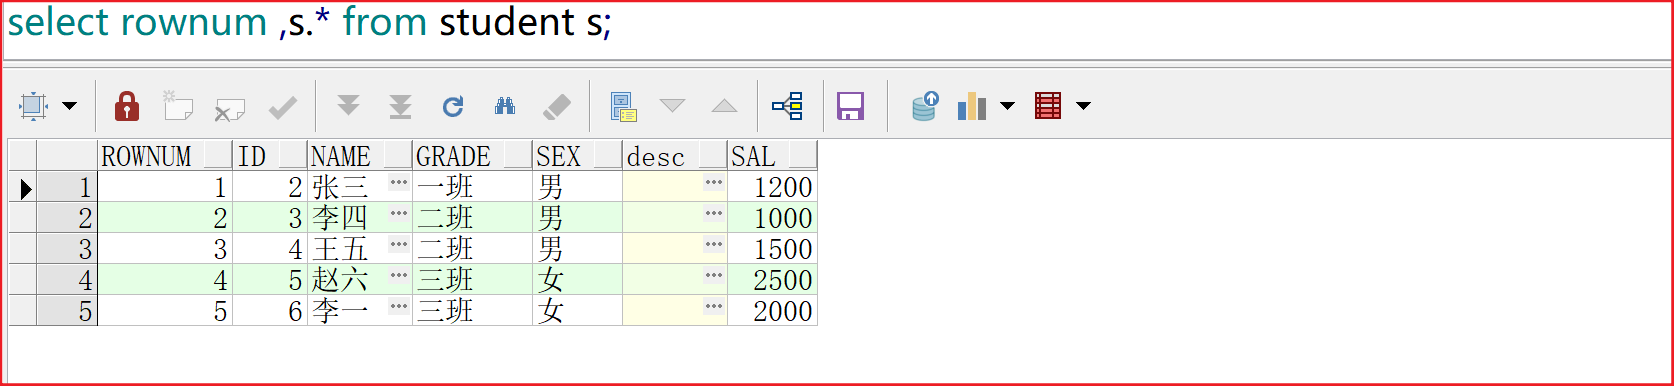 select rownum ,s.* from student s;
ROWNUM ID NAME GRADE SEX desc SAL
1 1 2 张三 一班 男 1200
2 2 3 李四 二班 男 1000
3 3 4 王五 二班 男 1500
4 4 5 赵六 三班 女 2500
5 5 6 李一 三班 女 2000